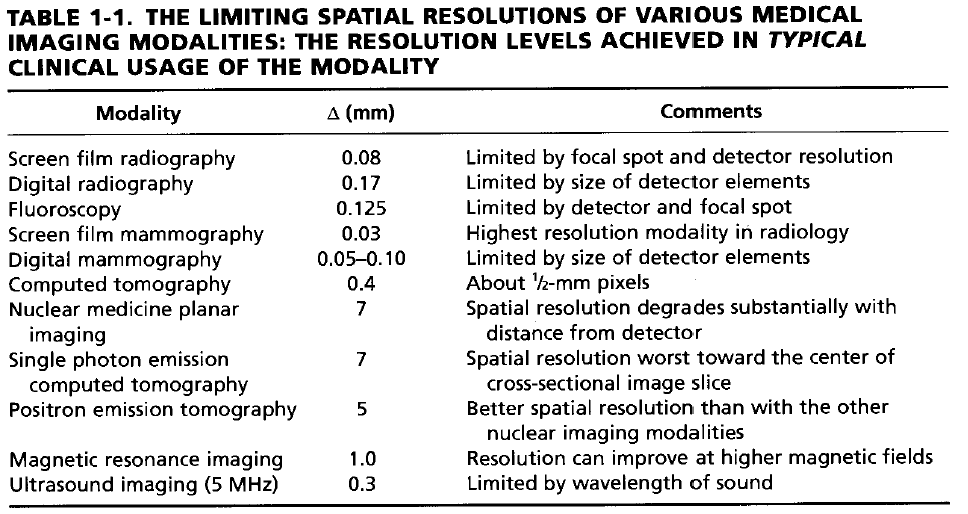 TABLE 1-1. THE LIMITING SPATIAL RESOLUTIONS OF VARIOUS MEDICAL
IMAGING MODALITIES: THE RESOLUTION LEVELS ACHIEVED IN TYPICAL
CLINICAL USAGE OF THE MODALITY
Modality Δ (mm) Comments
Screen film radiography 0.08 Limited by focal spot and detector resolution
Digital radiography 0.17 Limited by size of detector elements
Fluoroscopy 0.125 Limited by detector and focal spot
Screen film mammography 0.03 Highest resolution modality in radiology
Digital mammography 0.05–0.10 Limited by size of detector elements
Computed tomography 0.4 About ½-mm pixels
Nuclear medicine planar 7 Spatial resolution degrades substantially with
imaging distance from detector
Single photon emission 7 Spatial resolution worst toward the center of
computed tomography cross-sectional image slice
Positron emission tomography 5 Better spatial resolution than with the other
nuclear imaging modalities
Magnetic resonance imaging 1.0 Resolution can improve at higher magnetic fields
Ultrasound imaging (5 MHz) 0.3 Limited by wavelength of sound